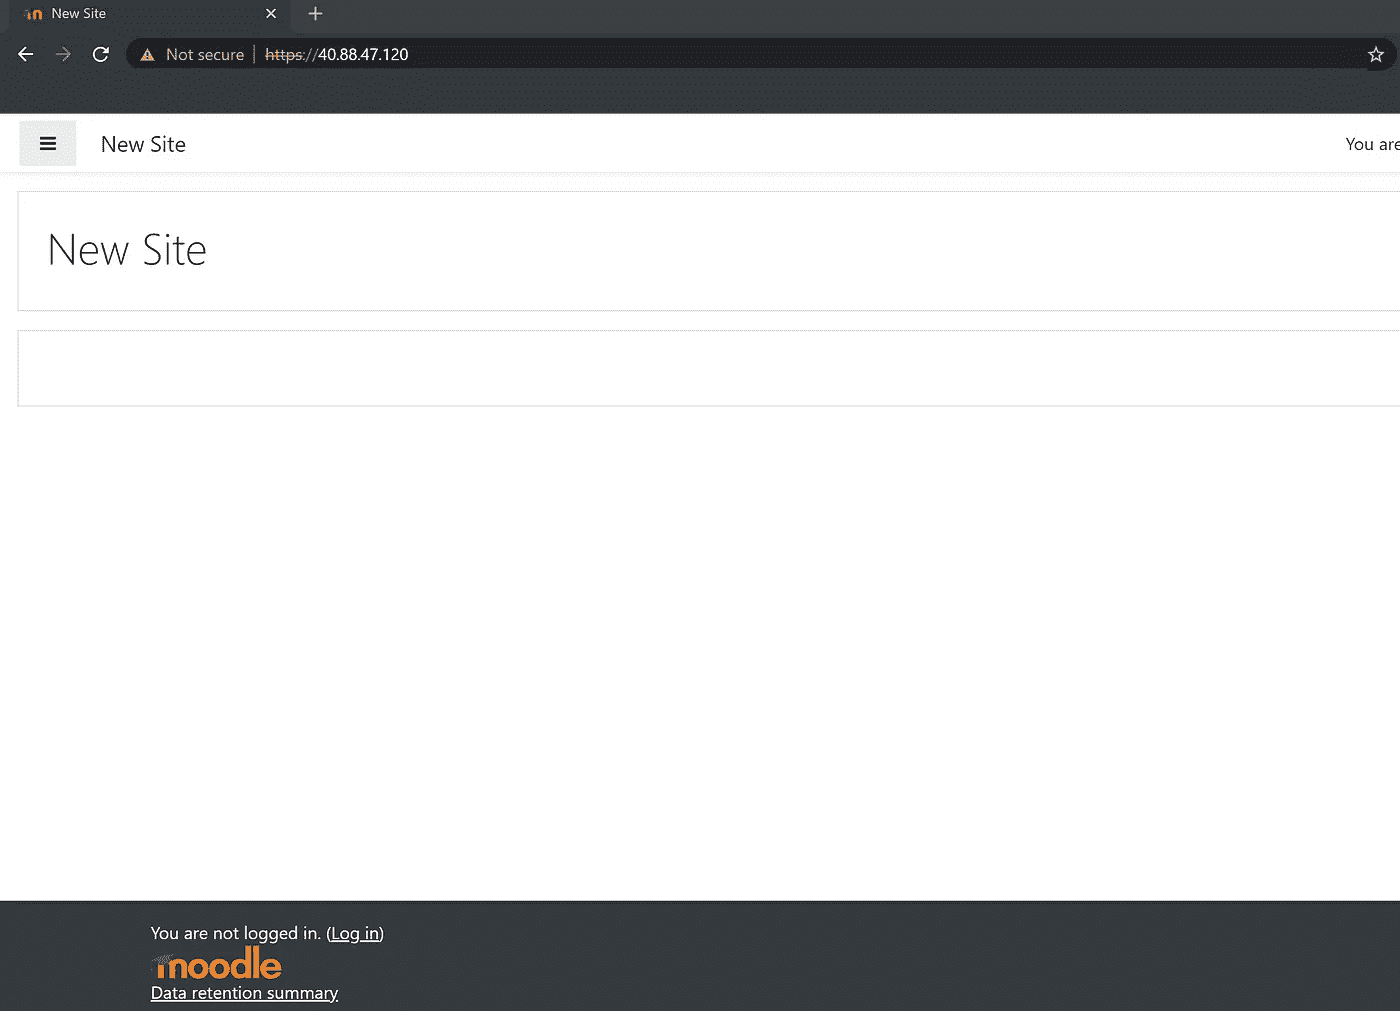 New Site
Not secure | https://40.88.47.120
New Site
You are
New Site
You are not logged in. (Log in)
moodle
Data retention summary